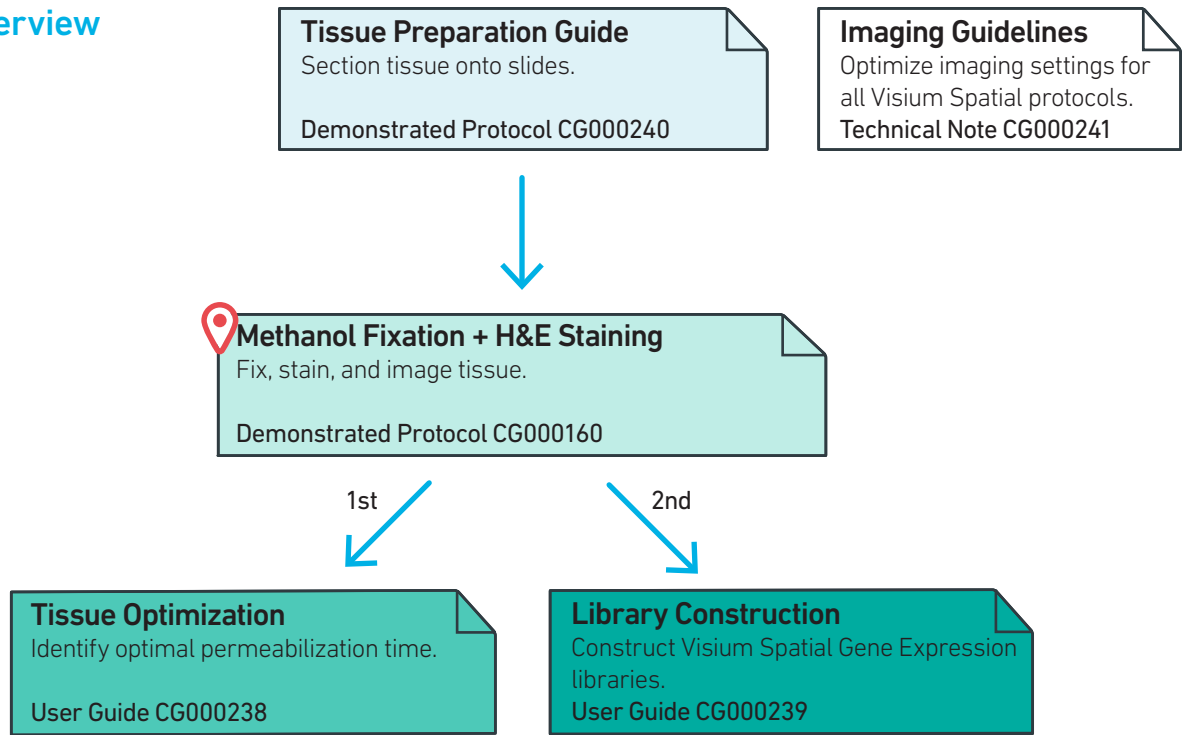 erview
Tissue Preparation Guide
Section tissue onto slides.
Demonstrated Protocol CG000240
Imaging Guidelines
Optimize imaging settings for
all Visium Spatial protocols.
Technical Note CG000241
Methanol Fixation + H&E Staining
Fix, stain, and image tissue.
Demonstrated Protocol CG000160
1st
2nd
Tissue Optimization
Identify optimal permeabilization time.
User Guide CG000238
Library Construction
Construct Visium Spatial Gene Expression
libraries.
User Guide CG000239